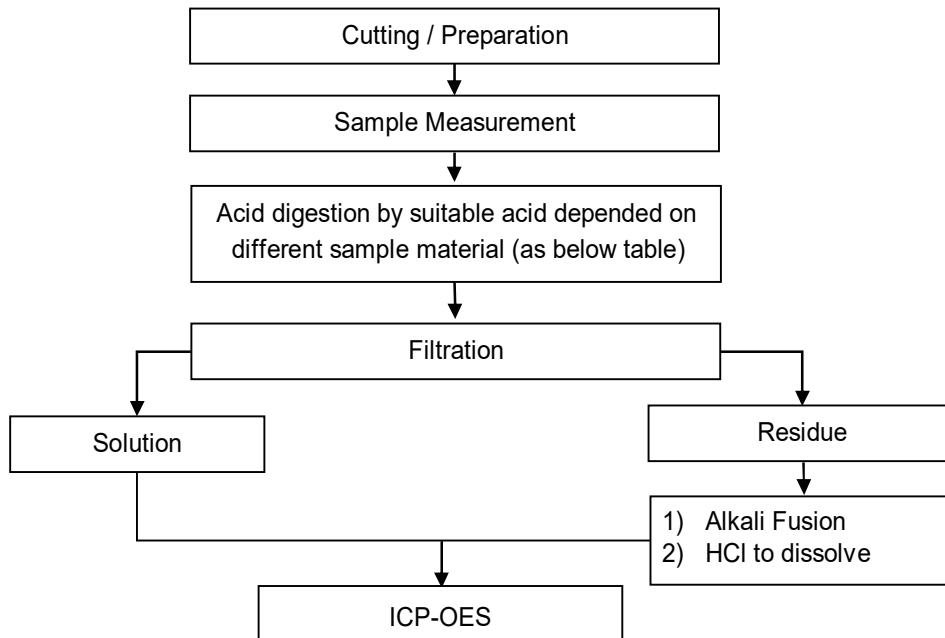 Cutting / Preparation
Sample Measurement
Acid digestion by suitable acid depended on
different sample material (as below table)
Filtration
Solution
Residue
1) Alkali Fusion
2) HCl to dissolve
ICP-OES